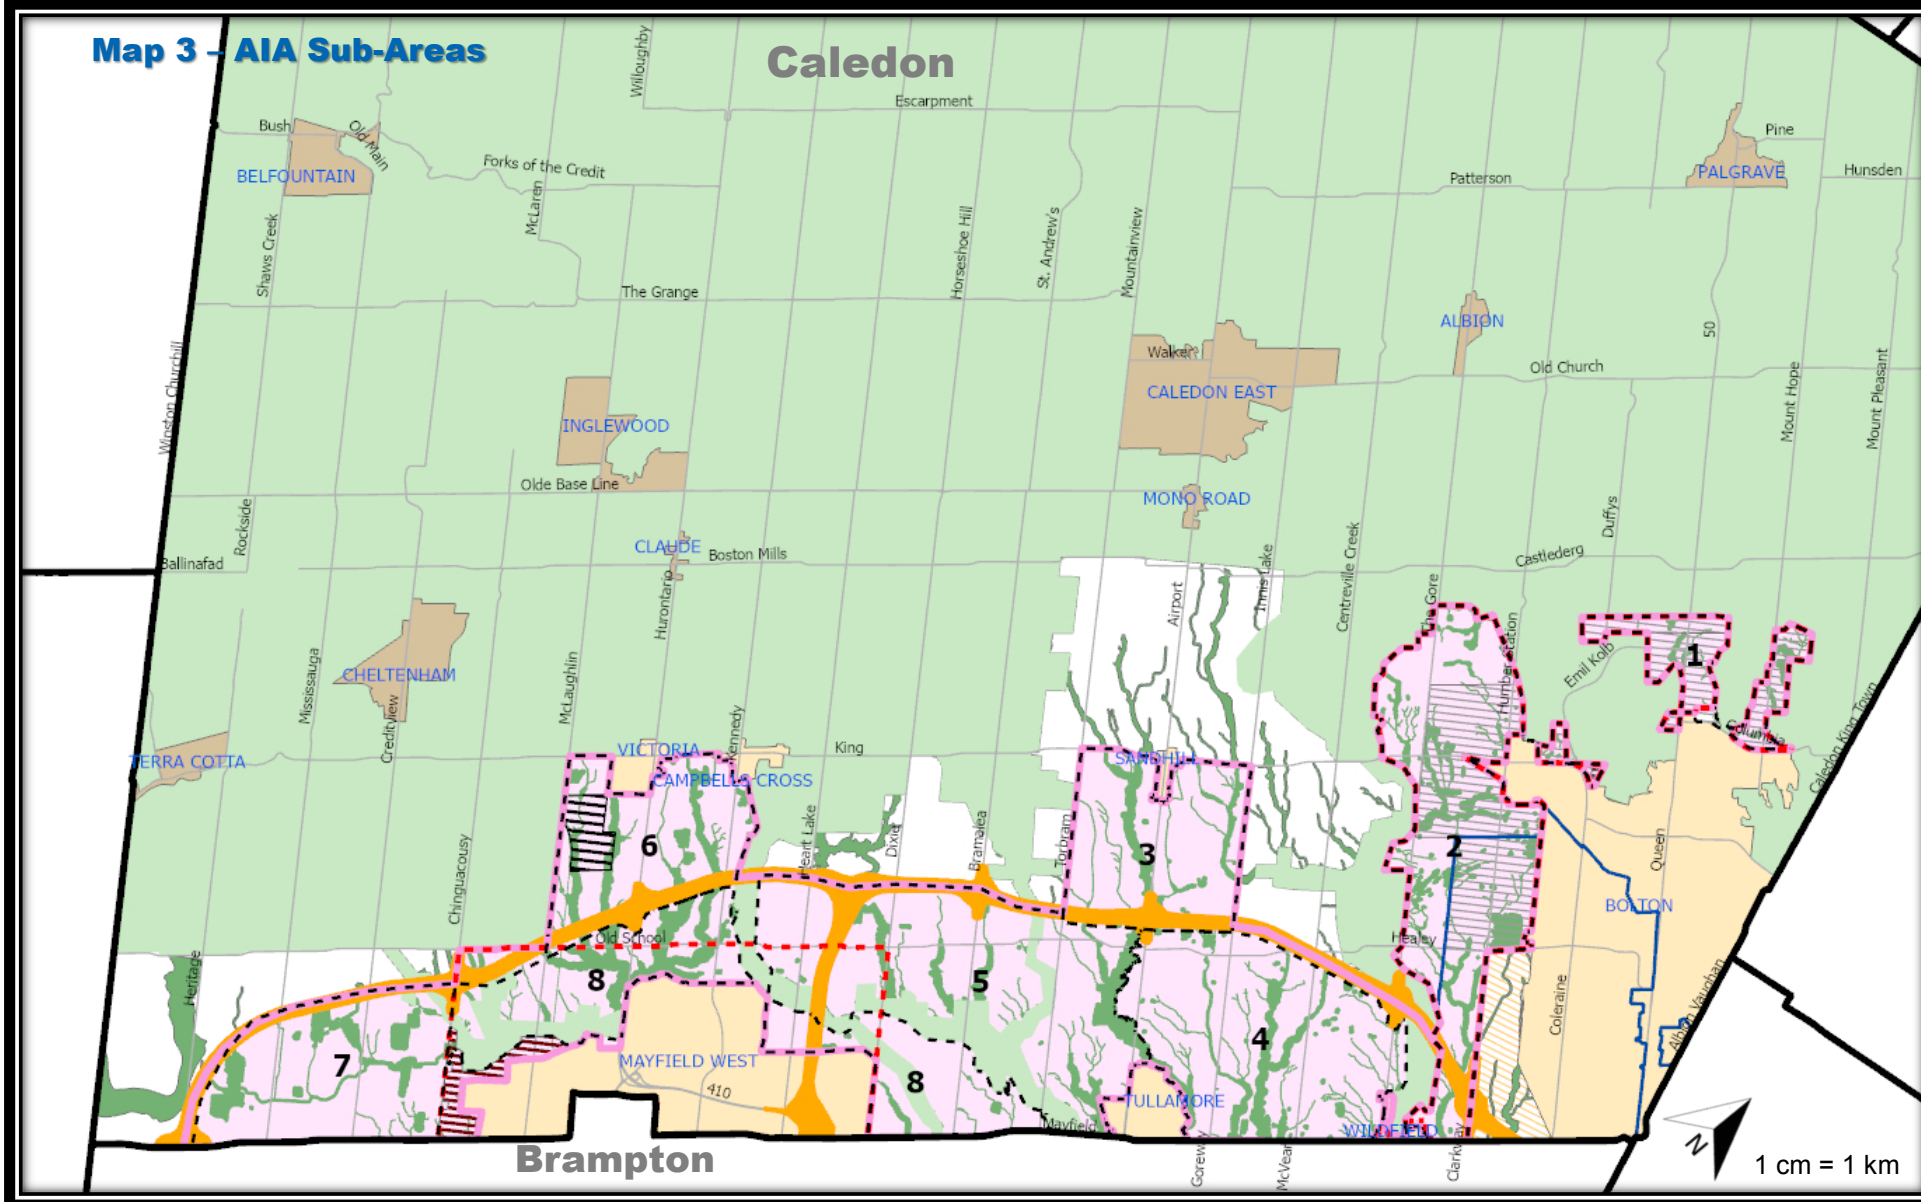 Map 3 – AIA Sub-Areas
Caledon
Willoughby
Escarpment
Bush
Old Main
Pine
BELFOUNTAIN
Forks of the Credit
PALGRAVE
Hunsden
Patterson
McLaren
Shaws Creek
Horseshoe Hill
St. Andrew's
Mountainview
The Grange
ALBION
50
Winston Churchill
Walker
Old Church
CALEDON EAST
Mount Hope
Mount Pleasant
INGLEWOOD
Olde Base Line
MONO ROAD
Rockside
Duffys
CLAUDE
Boston Mills
Castlederg
Ballinafad
Hurontario
Airport
Innis Lake
Centreville Creek
The Gore
Humber Station
Emil Kolb
1
CHELTENHAM
Mississauga
Creditview
McLaughlin
Kennedy
King
VICTORIA
TERRA COTTA
SANDHILL
Columbia
Caledon King Town
CAMPBELLS CROSS
6
Heart Lake
Dixie
Bramalea
Torbram
3
2
Queen
Chinguacousy
BOLTON
Old School
Healey
Heritage
8
5
Coleraine
Albion Vaughan
4
7
MAYFIELD WEST
410
8
TULLAMORE
Mayfield
WILDFIELD
Brampton
Goreway
McVean
Clarkway
N
1 cm = 1 km